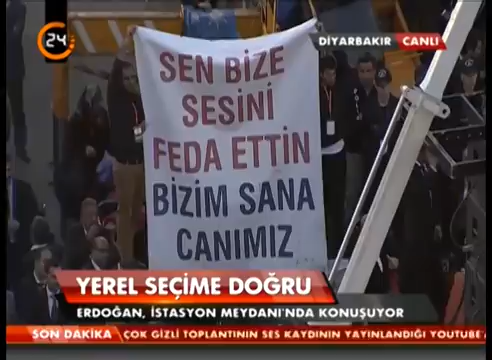 24
DİYARBAKIR CANLI
SEN BİZE
SESİNİ
FEDA ETTİN
BİZİM SANA
CANIMIZ
YEREL SEÇİME DOĞRU
ERDOĞAN, İSTASYON MEYDANI'NDA KONUŞUYOR
SON DAKİKA ÇOK GİZLİ TOPLANTININ SES KAYDININ YAYINLANDIĞI YOUTUBE'